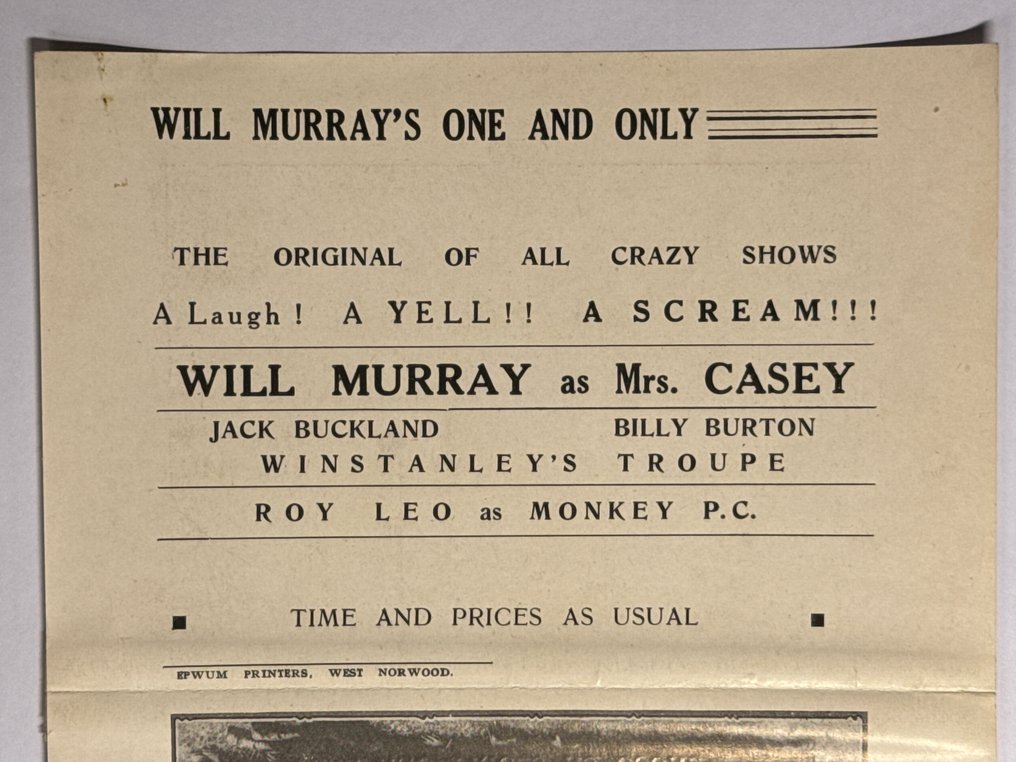 WILL MURRAY'S ONE AND ONLY
THE ORIGINAL OF ALL CRAZY SHOWS
A Laugh! A YELL!! A SCREAM!!!
WILL MURRAY as Mrs. CASEY
JACK BUCKLAND BILLY BURTON
WINSTANLEY'S TROUPE
ROY LEO as MONKEY P.C.
TIME AND PRICES AS USUAL
EPWUM PRINTERS, WEST NORWOOD.